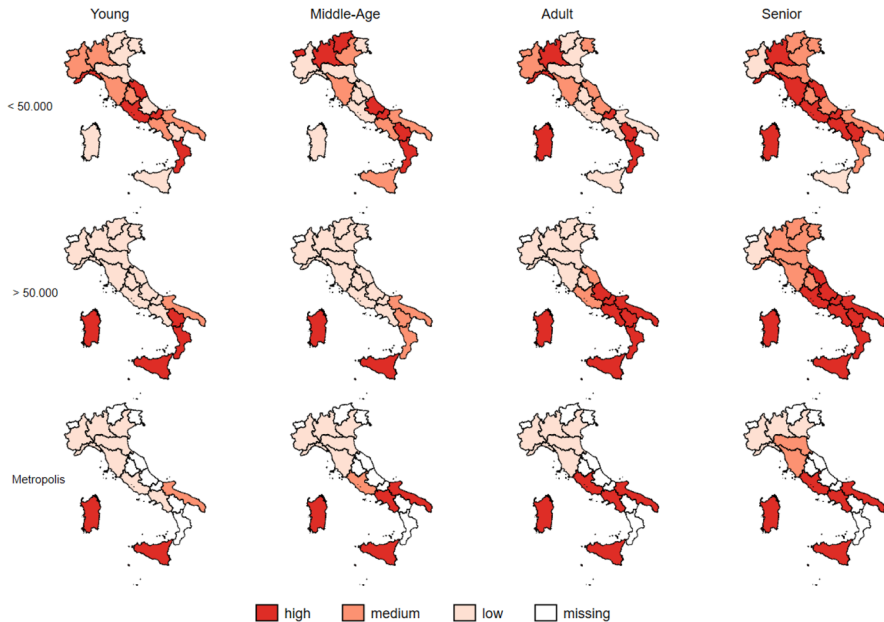 Young Middle-Age Adult Senior
< 50.000
> 50.000
Metropolis
high medium low missing